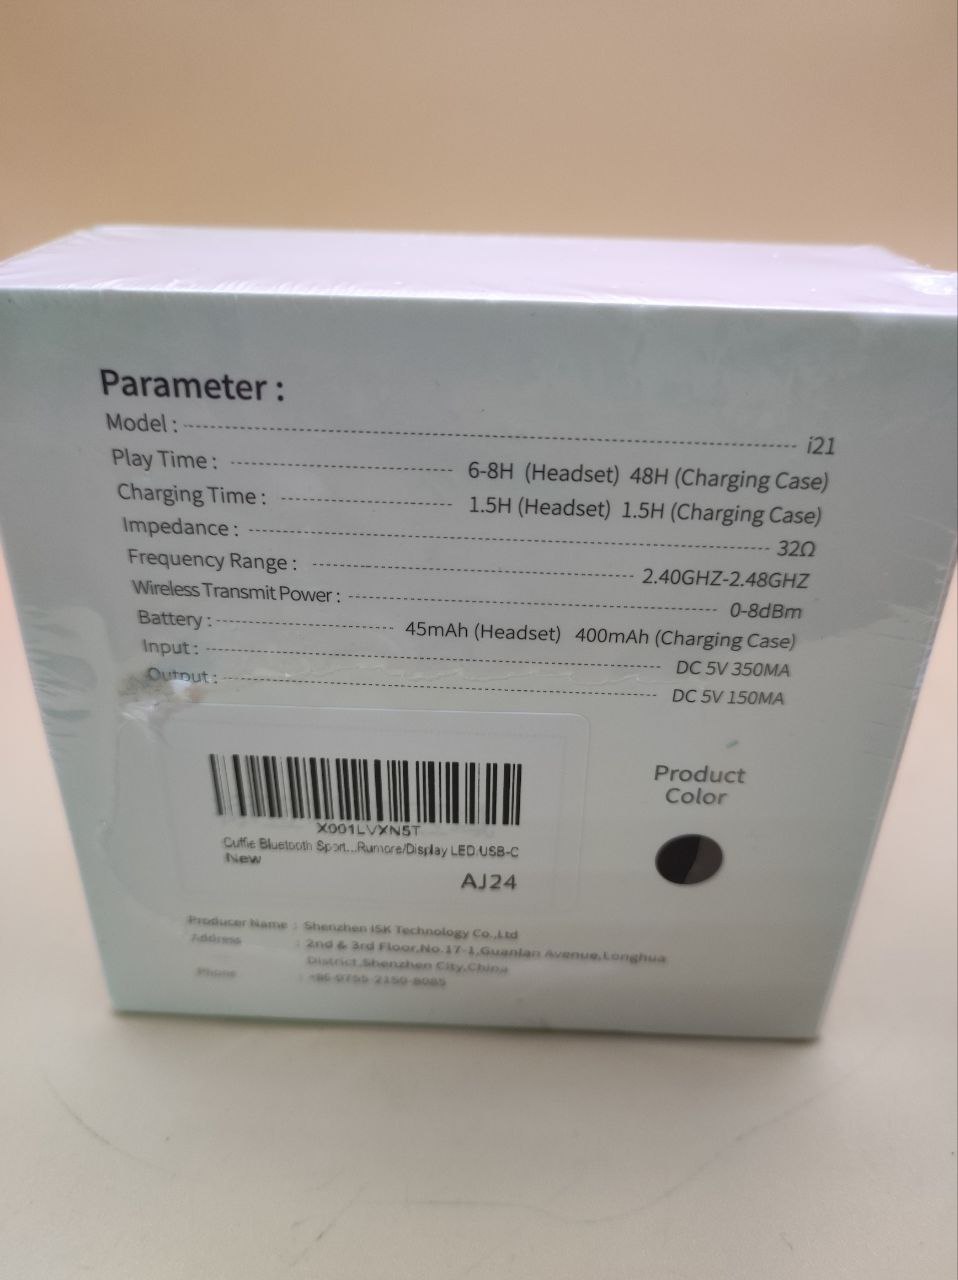 Parameter :
Model : i21
Play Time : 6-8H (Headset) 48H (Charging Case)
Charging Time : 1.5H (Headset) 1.5H (Charging Case)
Impedance : 32Ω
Frequency Range : 2.40GHZ-2.48GHZ
Wireless Transmit Power : 0-8dBm
Battery : 45mAh (Headset) 400mAh (Charging Case)
Input : DC 5V 350MA
Output : DC 5V 150MA
X001LVXN5T
Cuffie Bluetooth Sport...Rumore/Display LED/USB-C
New
AJ24
Product
Color
Producer Name : Shenzhen ISK Technology Co.,Ltd
Address : 2nd & 3rd Floor,No.17-1,Guanlan Avenue,Longhua
District,Shenzhen City,China
Phone : +86-0755-2150-8085